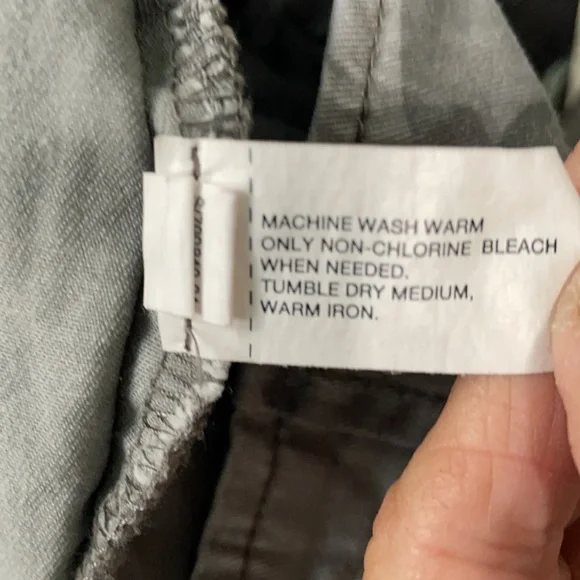 MACHINE WASH WARM
ONLY NON-CHLORINE BLEACH
WHEN NEEDED.
TUMBLE DRY MEDIUM,
WARM IRON.